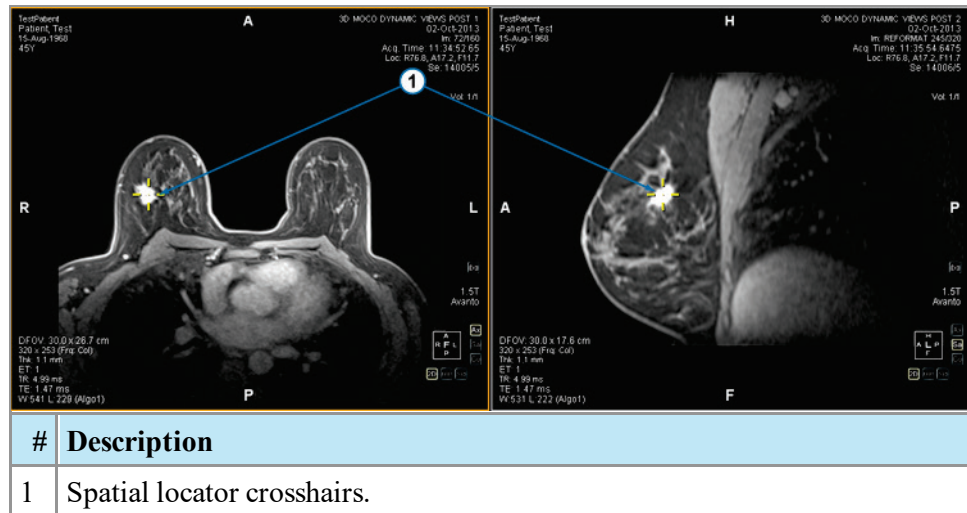 TestPatient
Patient, Test
15-Aug-1968
45Y
A
3D MOCO DYNAMIC VIEWS POST 1
02-Oct-2013
Im: 72/160
Acq. Time: 11:34:52.65
Loc: R76.8, A17.2, F11.7
Se: 14005/5
Vol: 1/1
R
L
1.5T
Avanto
DFOV: 30.0 x 26.7 cm
320 x 253 (Frq: Col)
Thk: 1.1 mm
ET: 1
TR: 4.99 ms
TE: 1.47 ms
W:541 L: 229 (Algo1)
A
R F L
P
Ax
Sa
2D
P
1
TestPatient
Patient, Test
15-Aug-1968
45Y
H
3D MOCO DYNAMIC VIEWS POST 2
02-Oct-2013
Im: REFORMAT 245/320
Acq. Time: 11:35:54.6475
Loc: R76.8, A17.2, F11.7
Se: 14006/5
Vol: 1/1
A
P
1.5T
Avanto
DFOV: 30.0 x 17.6 cm
320 x 253 (Frq: Col)
Thk: 1.1 mm
ET: 1
TR: 4.99 ms
TE: 1.47 ms
W:531 L: 222 (Algo1)
H
A L P
F
Sa
2D
F
# Description
1 Spatial locator crosshairs.